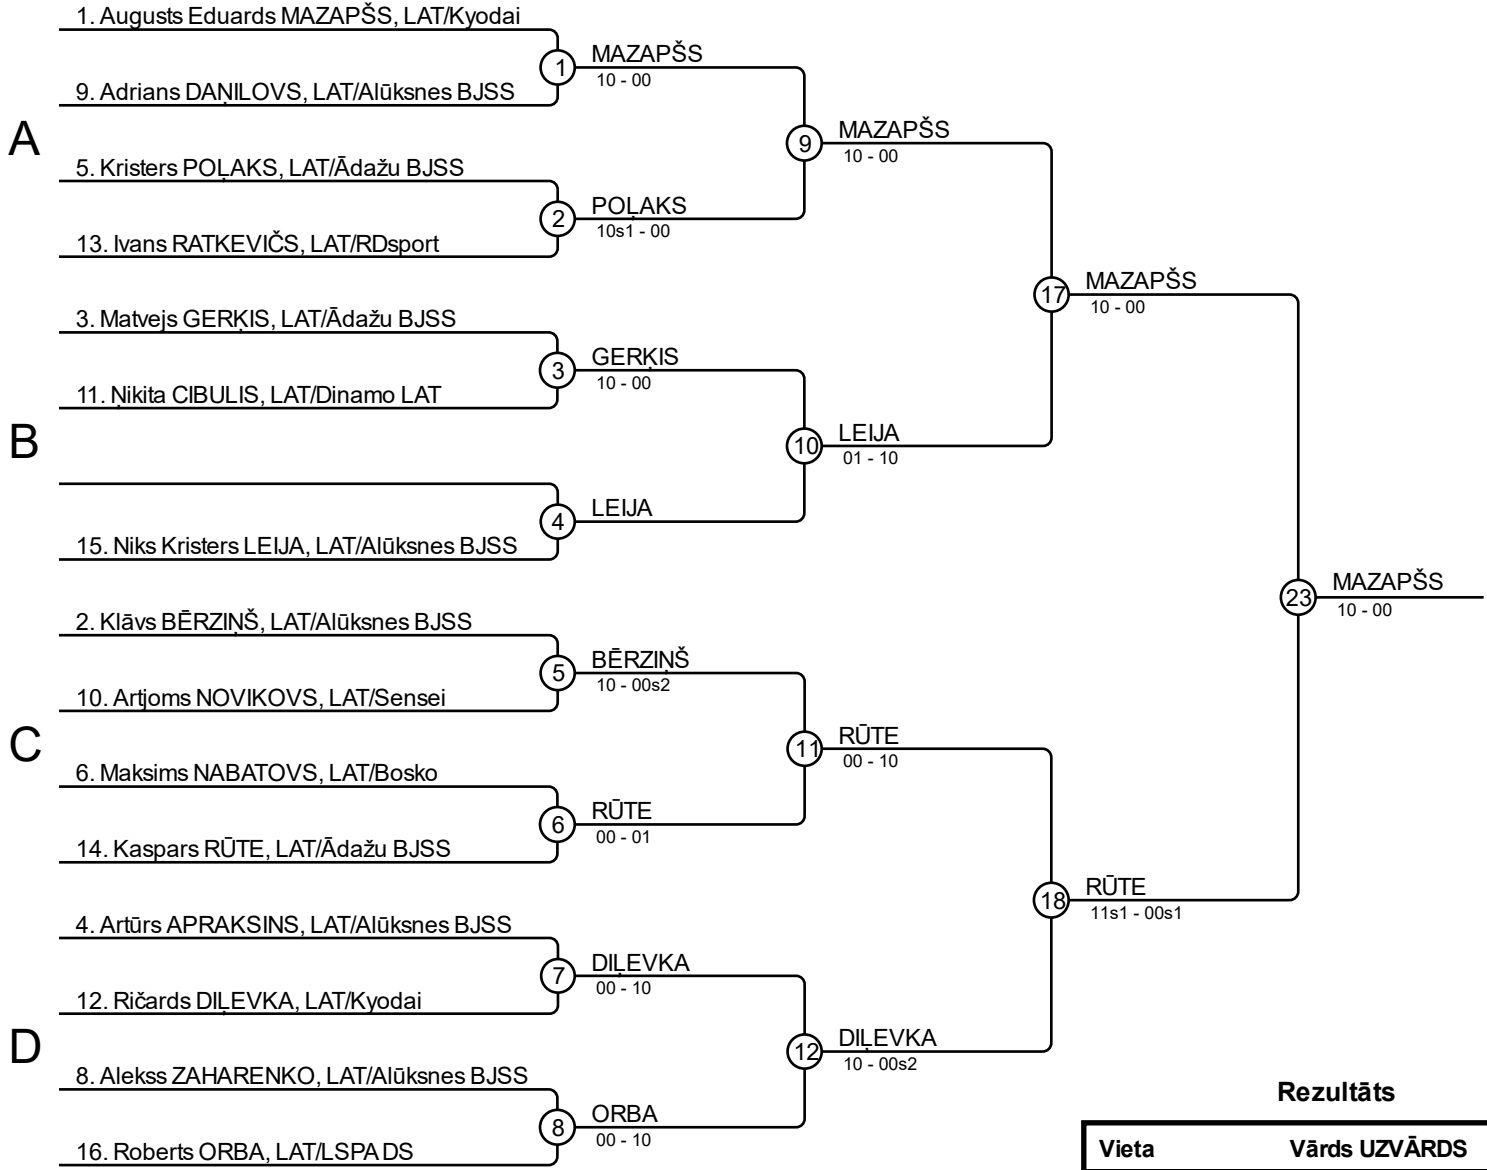 1. Augusts Eduards MAZAPŠS, LAT/Kyodai
1
MAZAPŠS
10 - 00
9. Adrians DAŅILOVS, LAT/Alūksnes BJSS
A
9
MAZAPŠS
10 - 00
5. Kristers POĻAKS, LAT/Ādažu BJSS
2
POĻAKS
10s1 - 00
13. Ivans RATKEVIČS, LAT/RDsport
17
MAZAPŠS
10 - 00
3. Matvejs GERĶIS, LAT/Ādažu BJSS
3
GERĶIS
10 - 00
11. Ņikita CIBULIS, LAT/Dinamo LAT
B
10
LEIJA
01 - 10
4
LEIJA
15. Niks Kristers LEIJA, LAT/Alūksnes BJSS
23
MAZAPŠS
10 - 00
2. Klāvs BĒRZIŅŠ, LAT/Alūksnes BJSS
5
BĒRZIŅŠ
10 - 00s2
10. Artjoms NOVIKOVS, LAT/Sensei
C
11
RŪTE
00 - 10
6. Maksims NABATOVS, LAT/Bosko
6
RŪTE
00 - 01
14. Kaspars RŪTE, LAT/Ādažu BJSS
18
RŪTE
11s1 - 00s1
4. Artūrs APRAKSINS, LAT/Alūksnes BJSS
7
DIĻEVKA
00 - 10
12. Ričards DIĻEVKA, LAT/Kyodai
D
12
DIĻEVKA
10 - 00s2
8. Alekss ZAHARENKO, LAT/Alūksnes BJSS
8
ORBA
00 - 10
16. Roberts ORBA, LAT/LSPA DS
Rezultāts
Vieta Vārds UZVĀRDS